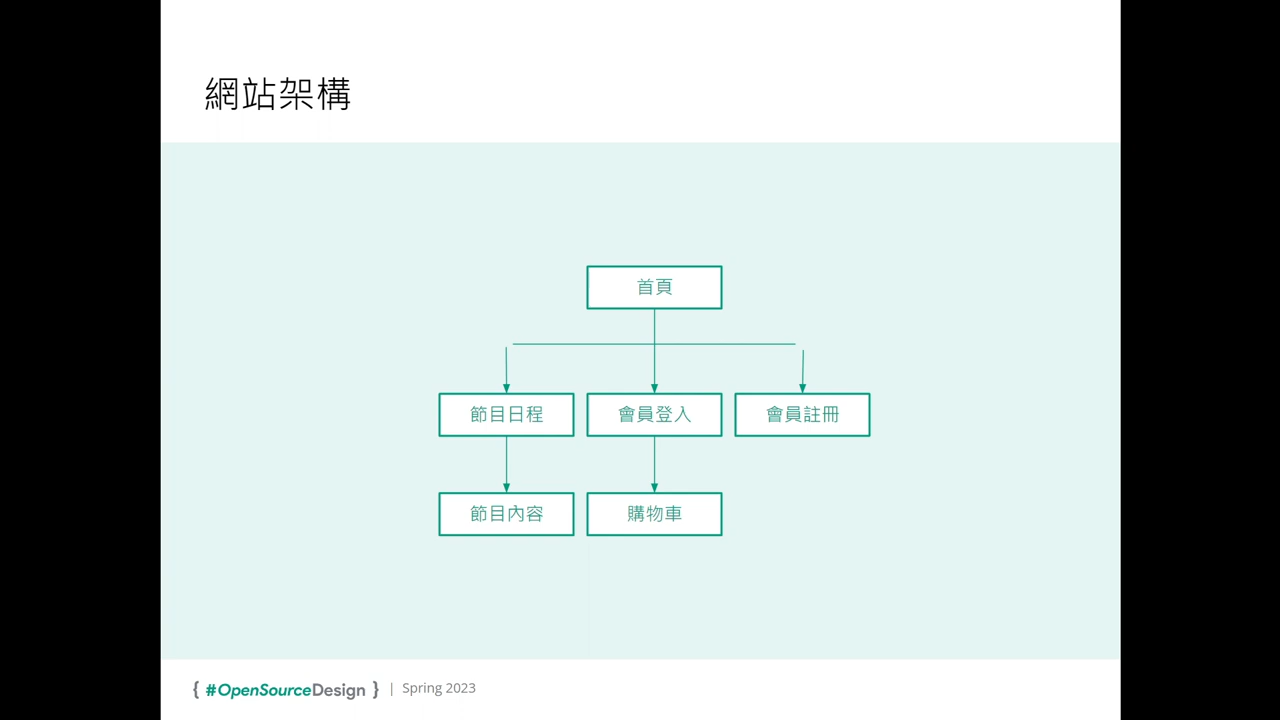 網站架構
首頁
節目日程
會員登入
會員註冊
節目內容
購物車
{ #OpenSourceDesign } | Spring 2023